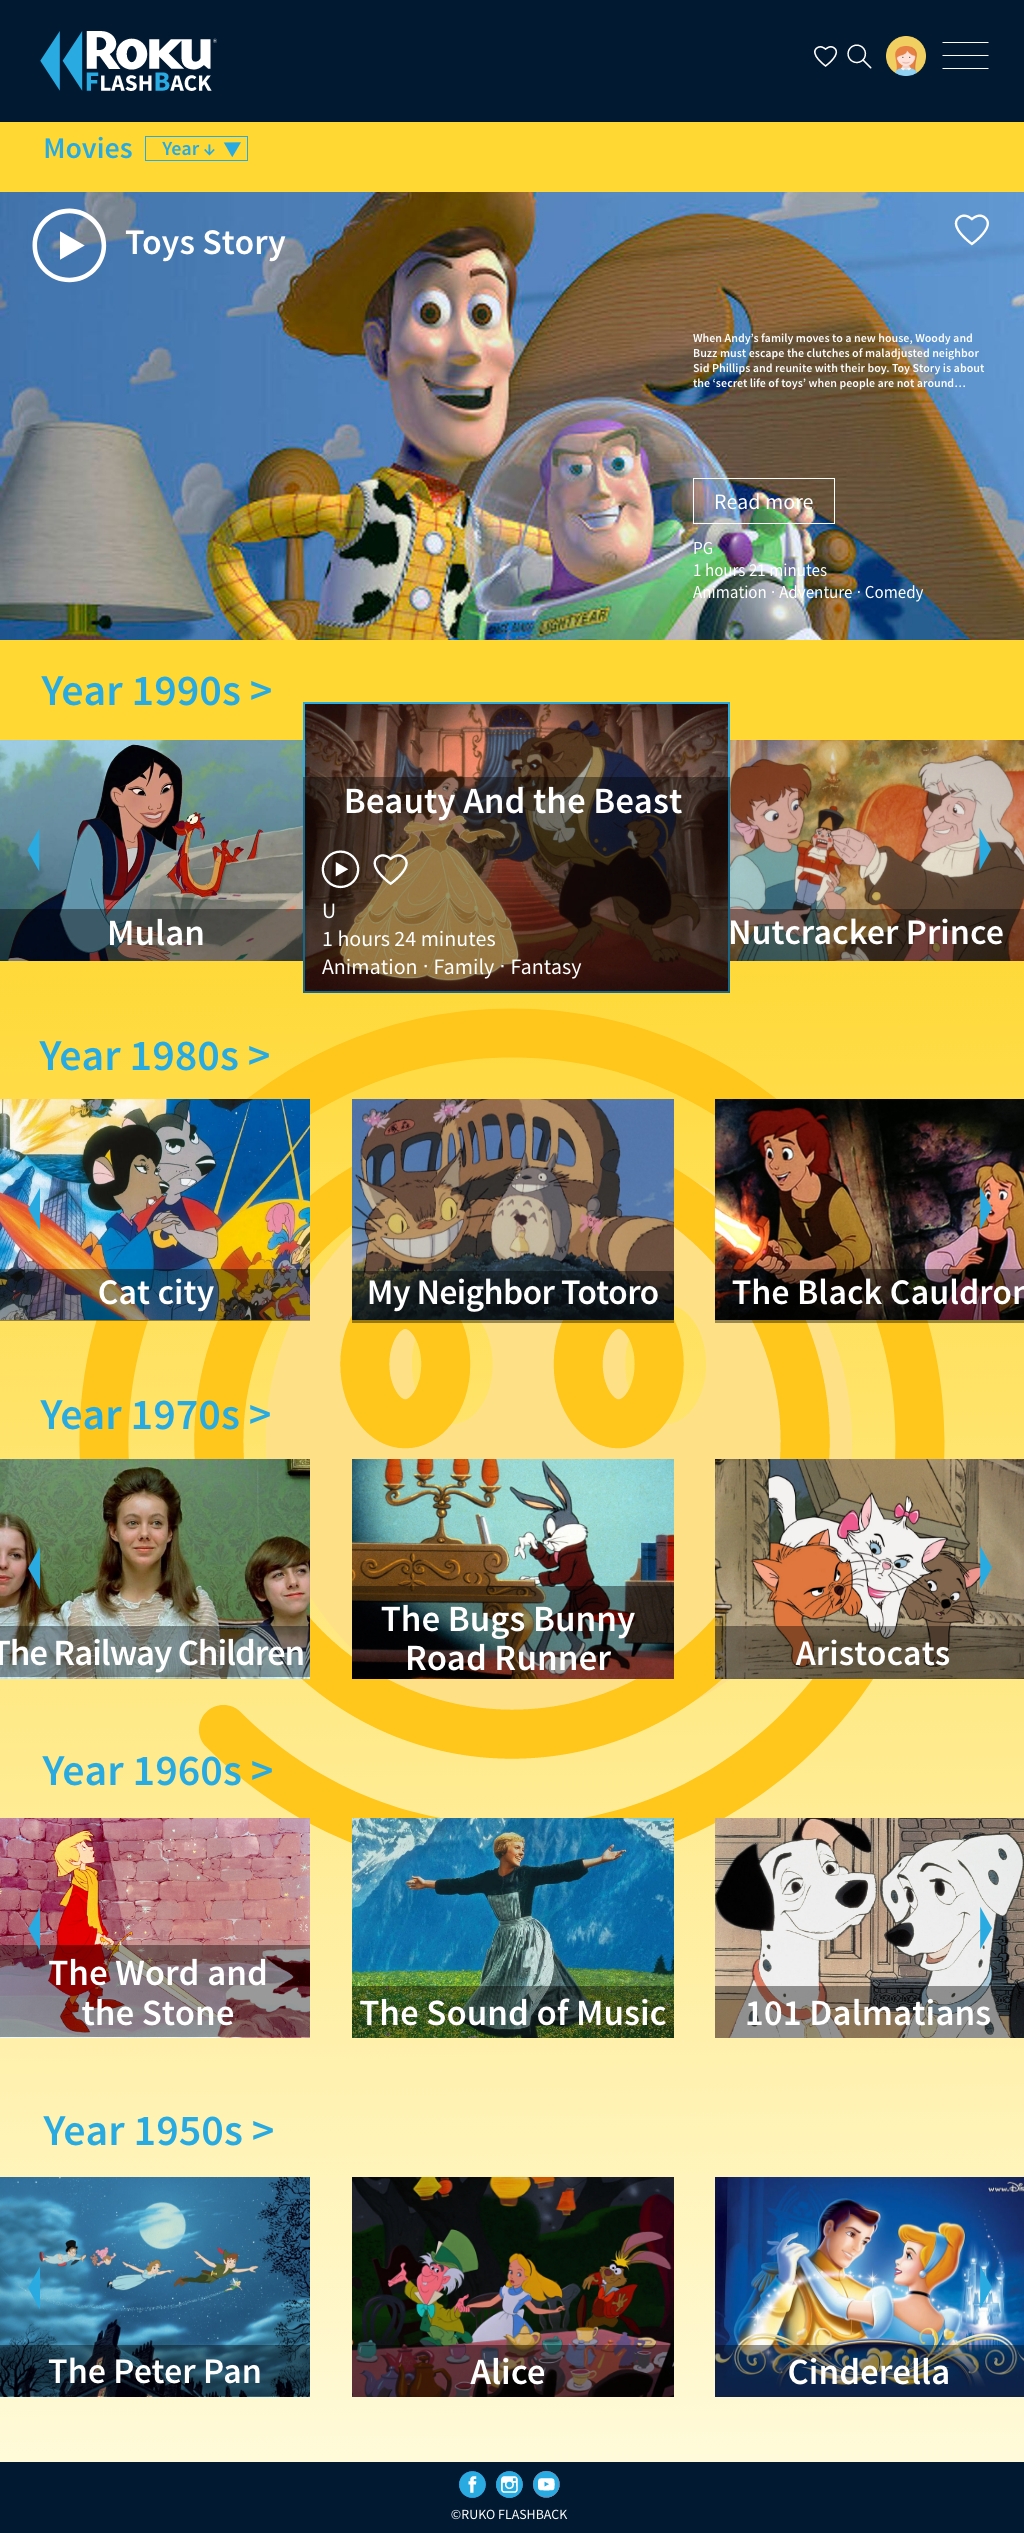 ROKU
FLASHBACK
Movies
Year ↓ ▼
Toys Story
When Andy's family moves to a new house, Woody and
Buzz must escape the clutches of maladjusted neighbor
Sid Phillips and reunite with their boy. Toy Story is about
the 'secret life of toys' when people are not around...
Read more
PG
1 hours 21 minutes
Animation · Adventure · Comedy
LIGHTYEAR
Year 1990s >
Mulan
Beauty And the Beast
U
1 hours 24 minutes
Animation · Family · Fantasy
Nutcracker Prince
Year 1980s >
Cat city
My Neighbor Totoro
The Black Cauldron
Year 1970s >
The Railway Children
The Bugs Bunny
Road Runner
Aristocats
Year 1960s >
The Word and
the Stone
The Sound of Music
101 Dalmatians
Year 1950s >
The Peter Pan
Alice
www.Dis
Cinderella
©RUKO FLASHBACK